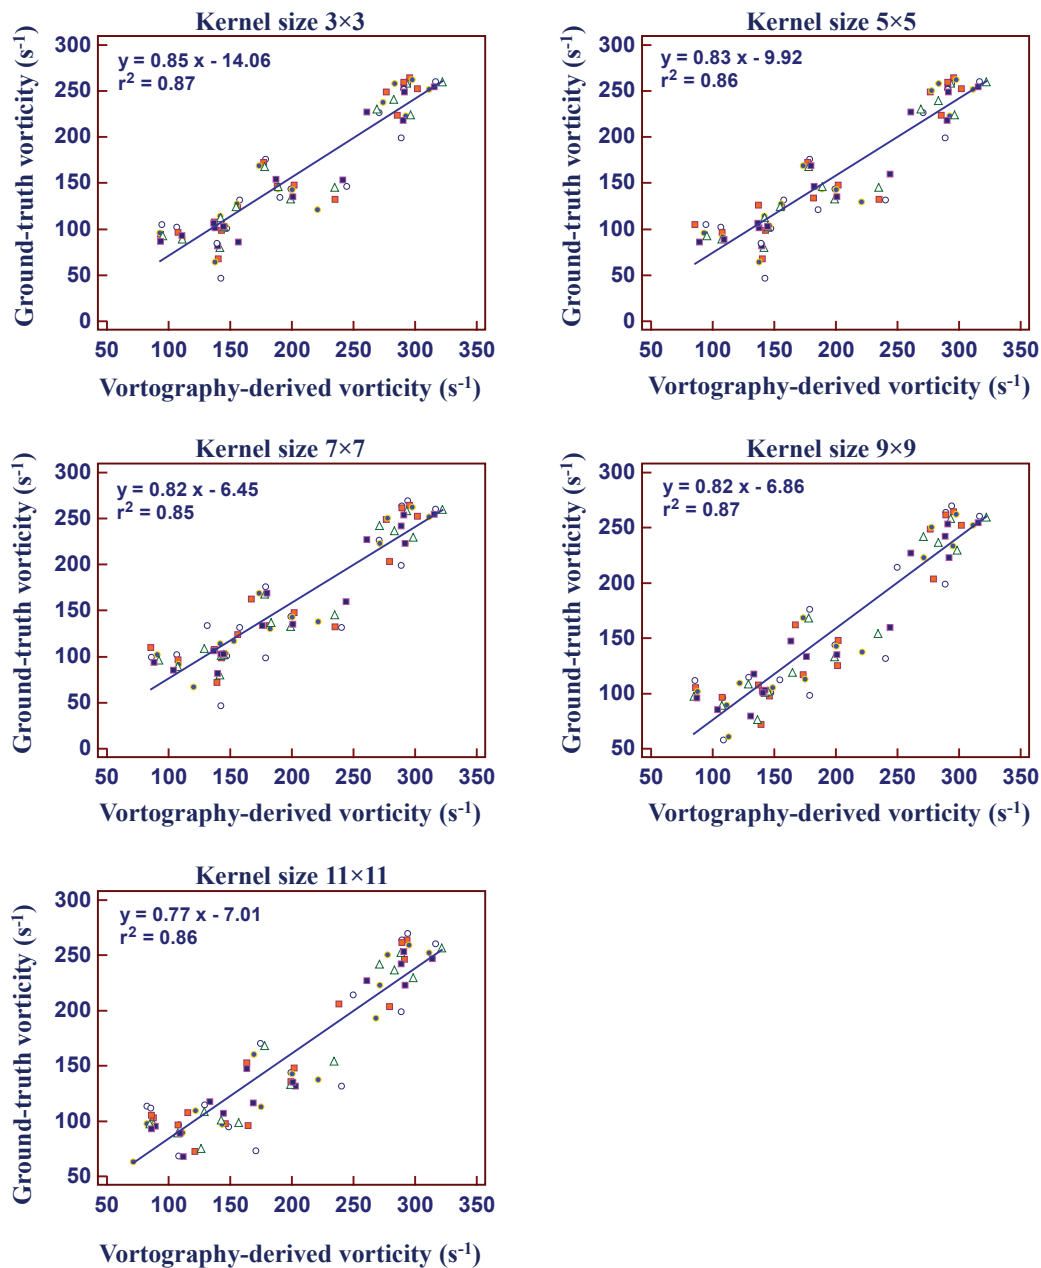 Kernel size 3×3
Ground-truth vorticity (s-1)
y = 0.85 x - 14.06
r2 = 0.87
300
250
200
150
100
50
0
50 100 150 200 250 300 350
Vortography-derived vorticity (s-1)
Kernel size 5×5
Ground-truth vorticity (s-1)
y = 0.83 x - 9.92
r2 = 0.86
300
250
200
150
100
50
0
50 100 150 200 250 300 350
Vortography-derived vorticity (s-1)
Kernel size 7×7
Ground-truth vorticity (s-1)
y = 0.82 x - 6.45
r2 = 0.85
300
250
200
150
100
50
0
50 100 150 200 250 300 350
Vortography-derived vorticity (s-1)
Kernel size 9×9
Ground-truth vorticity (s-1)
y = 0.82 x - 6.86
r2 = 0.87
300
250
200
150
100
50
50 100 150 200 250 300 350
Vortography-derived vorticity (s-1)
Kernel size 11×11
Ground-truth vorticity (s-1)
y = 0.77 x - 7.01
r2 = 0.86
300
250
200
150
100
50
50 100 150 200 250 300 350
Vortography-derived vorticity (s-1)